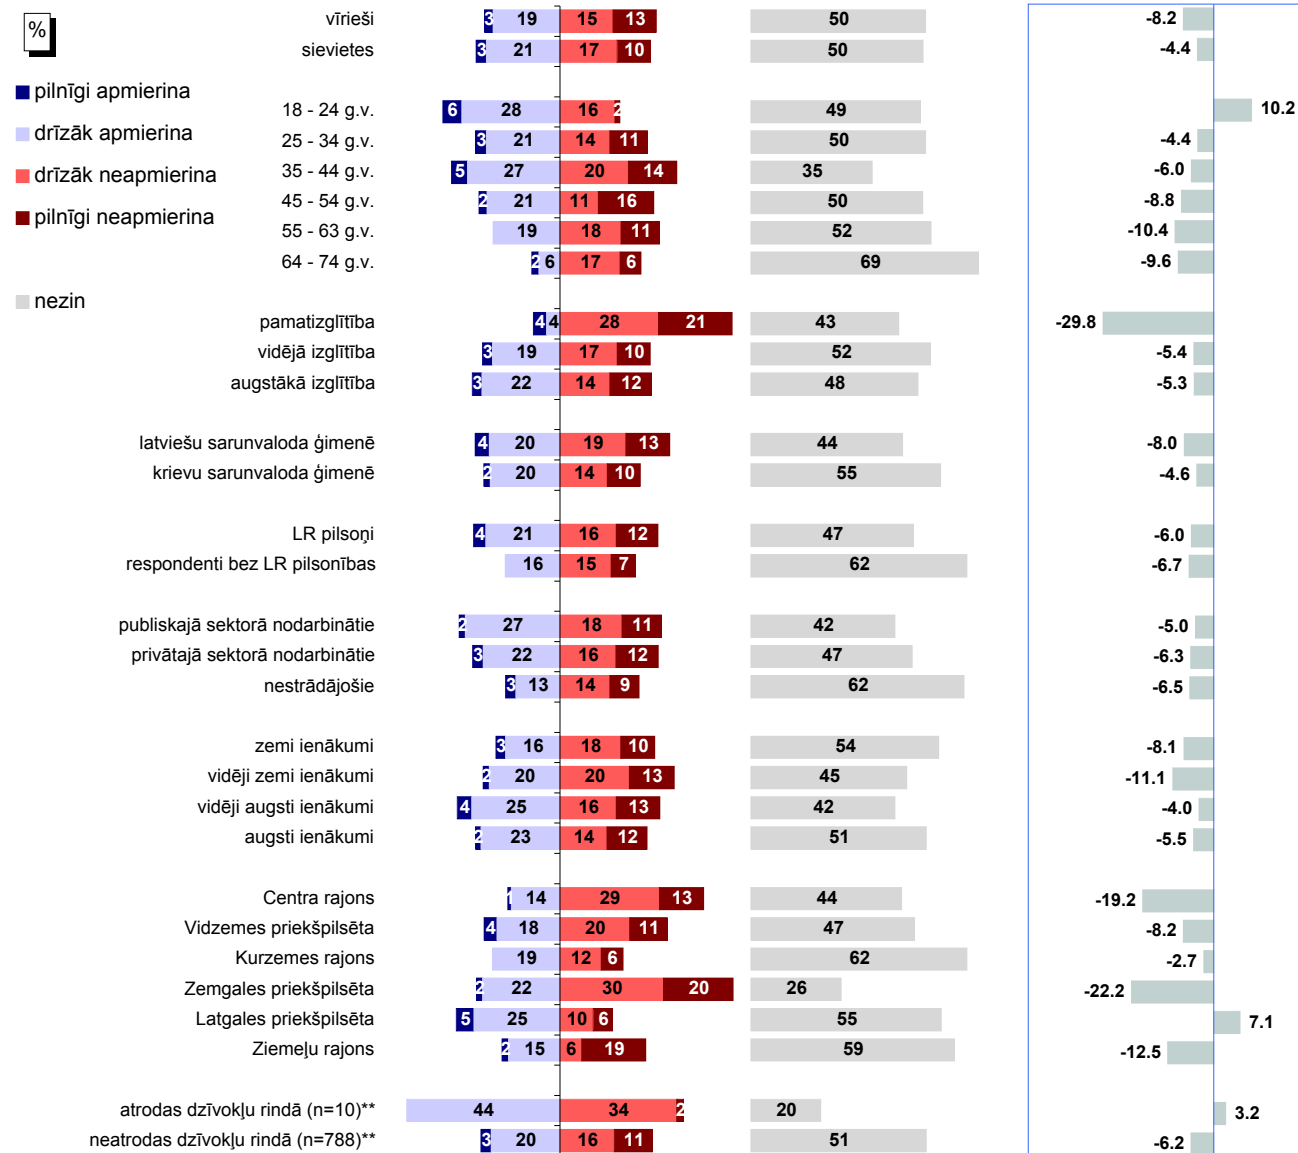 %
pilnīgi apmierina
drīzāk apmierina
drīzāk neapmierina
pilnīgi neapmierina
nezin
vīrieši 3 19 15 13 50 -8.2
sievietes 3 21 17 10 50 -4.4
18 - 24 g.v. 6 28 16 2 49 10.2
25 - 34 g.v. 3 21 14 11 50 -4.4
35 - 44 g.v. 5 27 20 14 35 -6.0
45 - 54 g.v. 2 21 11 16 50 -8.8
55 - 63 g.v. 19 18 11 52 -10.4
64 - 74 g.v. 2 6 17 6 69 -9.6
pamatizglītība 4 4 28 21 43 -29.8
vidējā izglītība 3 19 17 10 52 -5.4
augstākā izglītība 3 22 14 12 48 -5.3
latviešu sarunvaloda ģimenē 4 20 19 13 44 -8.0
krievu sarunvaloda ģimenē 2 20 14 10 55 -4.6
LR pilsoņi 4 21 16 12 47 -6.0
respondenti bez LR pilsonības 16 15 7 62 -6.7
publiskajā sektorā nodarbinātie 2 27 18 11 42 -5.0
privātajā sektorā nodarbinātie 3 22 16 12 47 -6.3
nestrādājošie 3 13 14 9 62 -6.5
zemi ienākumi 3 16 18 10 54 -8.1
vidēji zemi ienākumi 2 20 20 13 45 -11.1
vidēji augsti ienākumi 4 25 16 13 42 -4.0
augsti ienākumi 2 23 14 12 51 -5.5
Centra rajons 1 14 29 13 44 -19.2
Vidzemes priekšpilsēta 4 18 20 11 47 -8.2
Kurzemes rajons 19 12 6 62 -2.7
Zemgales priekšpilsēta 2 22 30 20 26 -22.2
Latgales priekšpilsēta 5 25 10 6 55 7.1
Ziemeļu rajons 2 15 6 19 59 -12.5
atrodas dzīvokļu rindā (n=10)** 44 34 2 20 3.2
neatrodas dzīvokļu rindā (n=788)** 3 20 16 11 51 -6.2